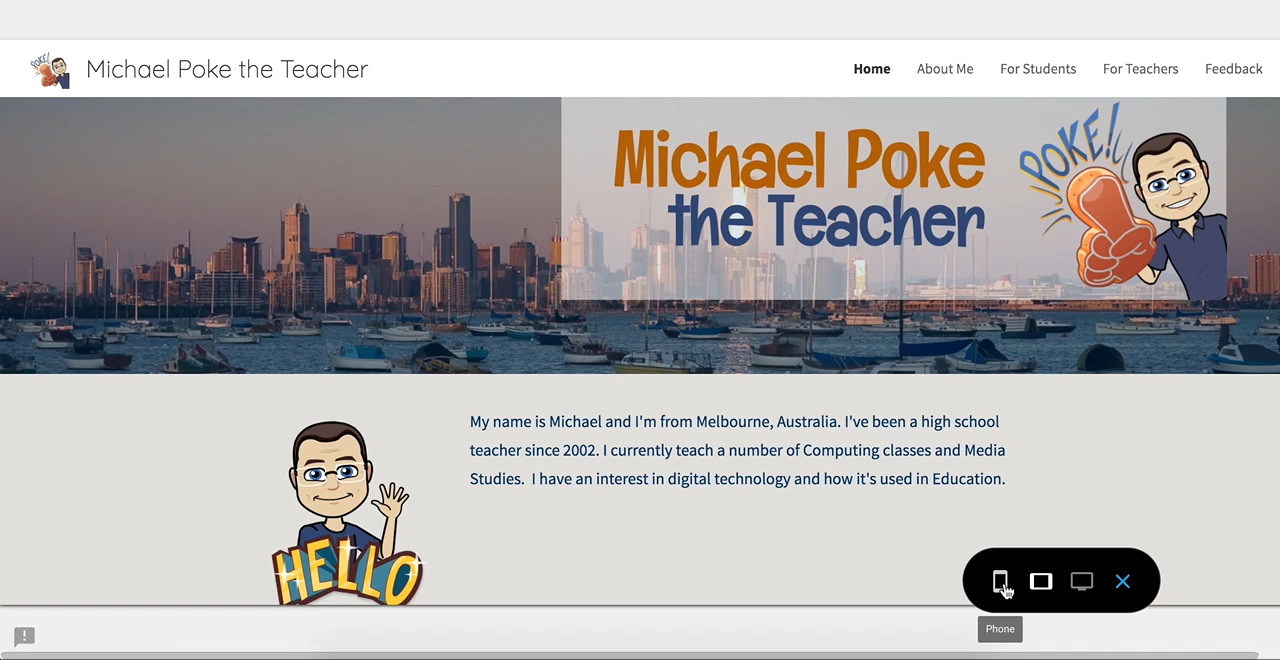 POKE!
Michael Poke the Teacher
Home
About Me
For Students
For Teachers
Feedback
Michael Poke
the Teacher
POKE!
My name is Michael and I'm from Melbourne, Australia. I've been a high school
teacher since 2002. I currently teach a number of Computing classes and Media
Studies.  I have an interest in digital technology and how it's used in Education.
HELLO
Phone